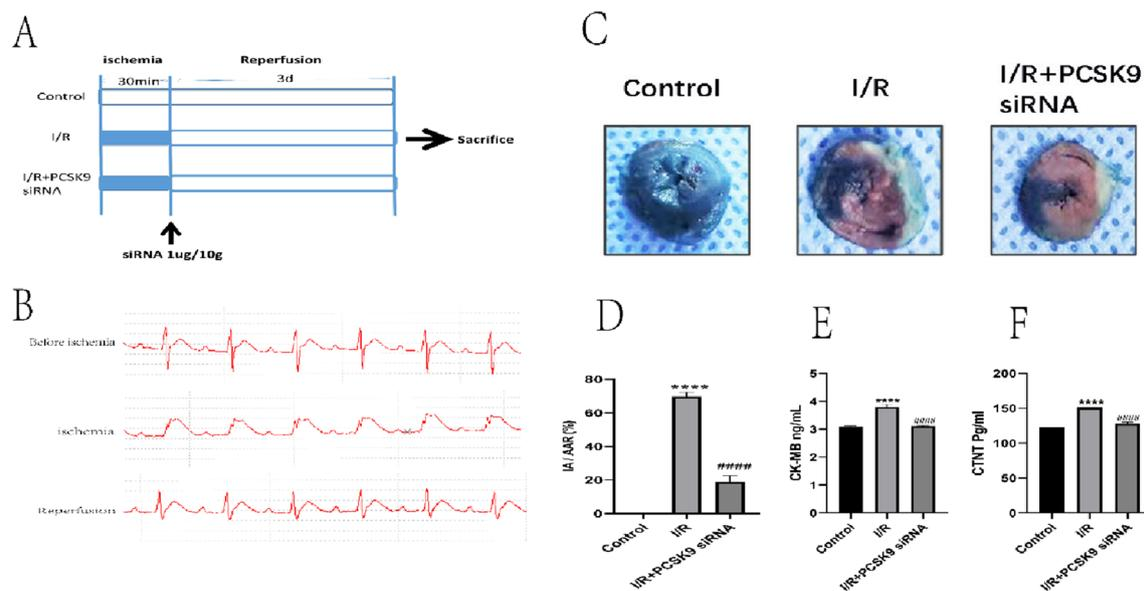 A
ischemia
Reperfusion
30min
3d
Control
I/R
Sacrifice
I/R+PCSK9
siRNA
siRNA 1ug/10g
B
Before ischemia
ischemia
Reperfusion
C
Control
I/R
I/R+PCSK9
siRNA
D
IA / AAR (%)
80
60
40
20
0
****
####
Control
I/R
I/R+PCSK9 siRNA
E
CK-MB ng/mL
5
4
3
2
1
0
****
####
Control
I/R
I/R+PCSK9 siRNA
F
CTNT Pg/ml
200
150
100
50
0
****
####
Control
I/R
I/R+PCSK9 siRNA